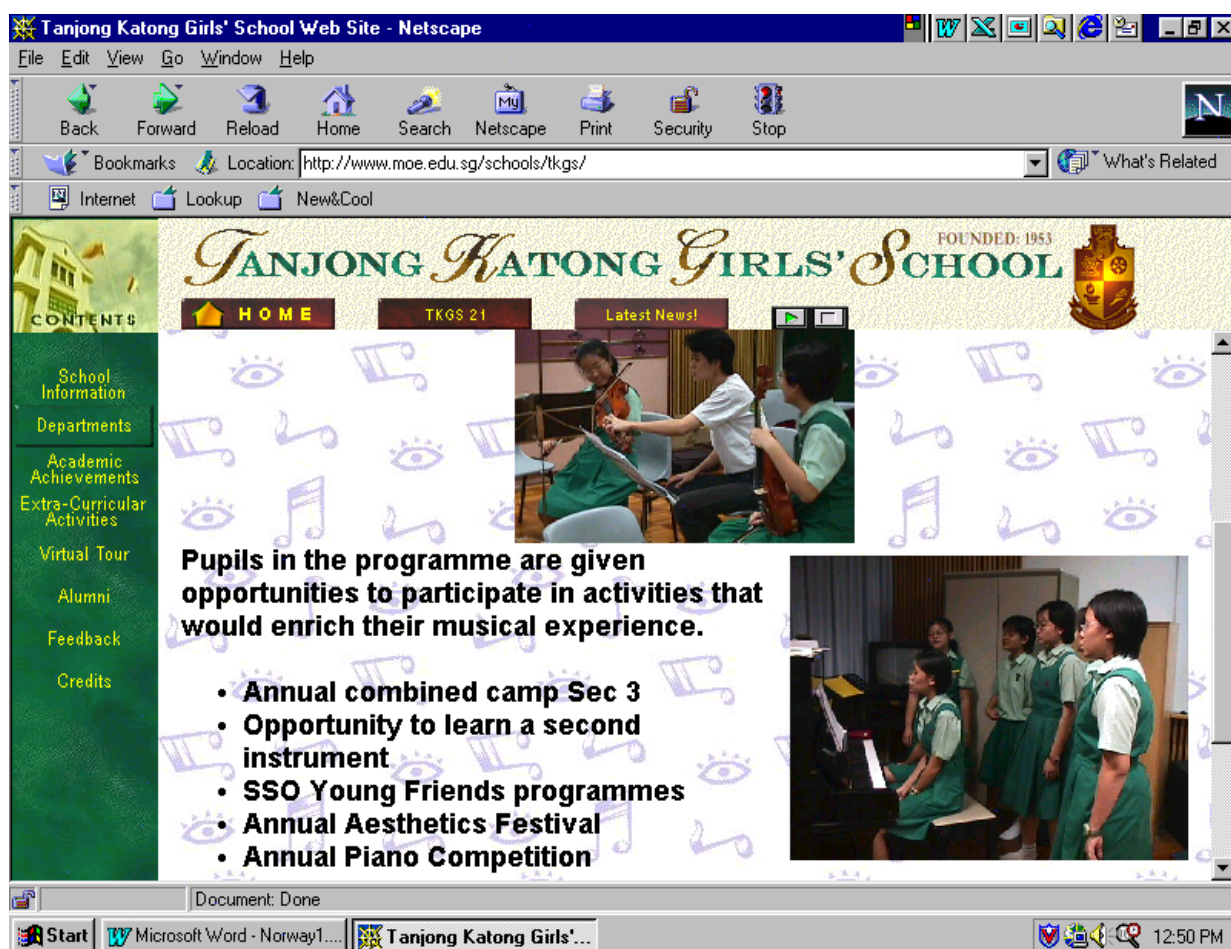 Tanjong Katong Girls' School Web Site - Netscape
File Edit View Go Window Help
Back Forward Reload Home Search Netscape Print Security Stop
Bookmarks Location: http://www.moe.edu.sg/schools/tkgs/ What's Related
Internet Lookup New&Cool
TANJONG KATONG GIRLS' SCHOOL
FOUNDED: 1953
CONTENTS
HOME TKGS 21 Latest News!
School
Information
Departments
Academic
Achievements
Extra-Curricular
Activities
Virtual Tour
Alumni
Feedback
Credits
Pupils in the programme are given
opportunities to participate in activities that
would enrich their musical experience.
• Annual combined camp Sec 3
• Opportunity to learn a second
instrument
• SSO Young Friends programmes
• Annual Aesthetics Festival
• Annual Piano Competition
Document: Done
Start Microsoft Word - Norway1.... Tanjong Katong Girls'... 12:50 PM